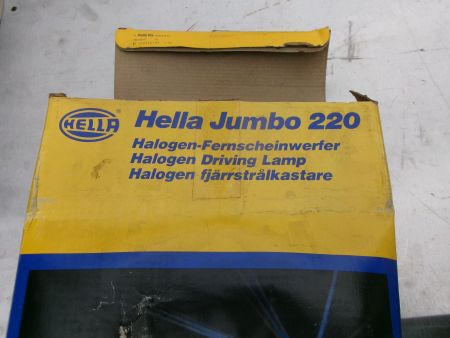 HELLA
Hella Jumbo 220
Halogen-Fernscheinwerfer
Halogen Driving Lamp
Halogen fjärrstrålkastare